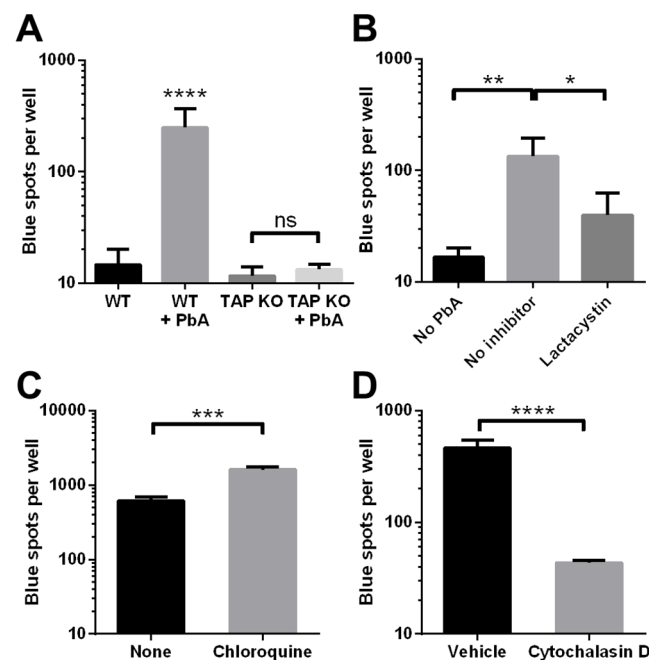 A
Blue spots per well
1000
100
10
****
ns
WT
WT
+ PbA
TAP KO
TAP KO
+ PbA
B
Blue spots per well
1000
100
10
**
*
No PbA
No inhibitor
Lactacystin
C
Blue spots per well
10000
1000
100
10
***
None
Chloroquine
D
Blue spots per well
1000
100
10
****
Vehicle
Cytochalasin D